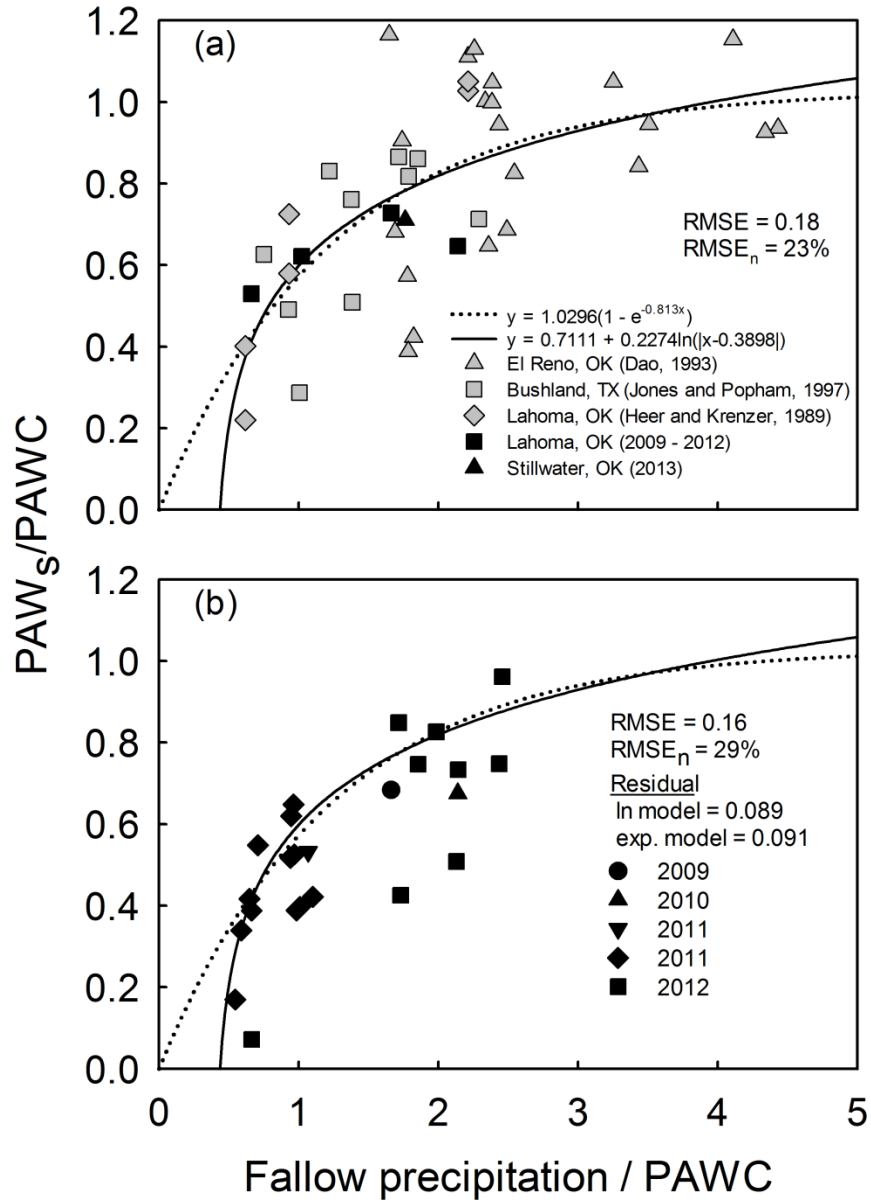 (a)
1.2
1.0
0.8
0.6
0.4
0.2
0.0
RMSE = 0.18
RMSEn = 23%
y = 1.0296(1 - e^-0.813x)
y = 0.7111 + 0.2274ln(|x-0.3898|)
El Reno, OK (Dao, 1993)
Bushland, TX (Jones and Popham, 1997)
Lahoma, OK (Heer and Krenzer, 1989)
Lahoma, OK (2009 - 2012)
Stillwater, OK (2013)
PAWs/PAWC
(b)
1.2
1.0
0.8
0.6
0.4
0.2
0.0
RMSE = 0.16
RMSEn = 29%
Residual
ln model = 0.089
exp. model = 0.091
2009
2010
2011
2011
2012
0 1 2 3 4 5
Fallow precipitation / PAWC